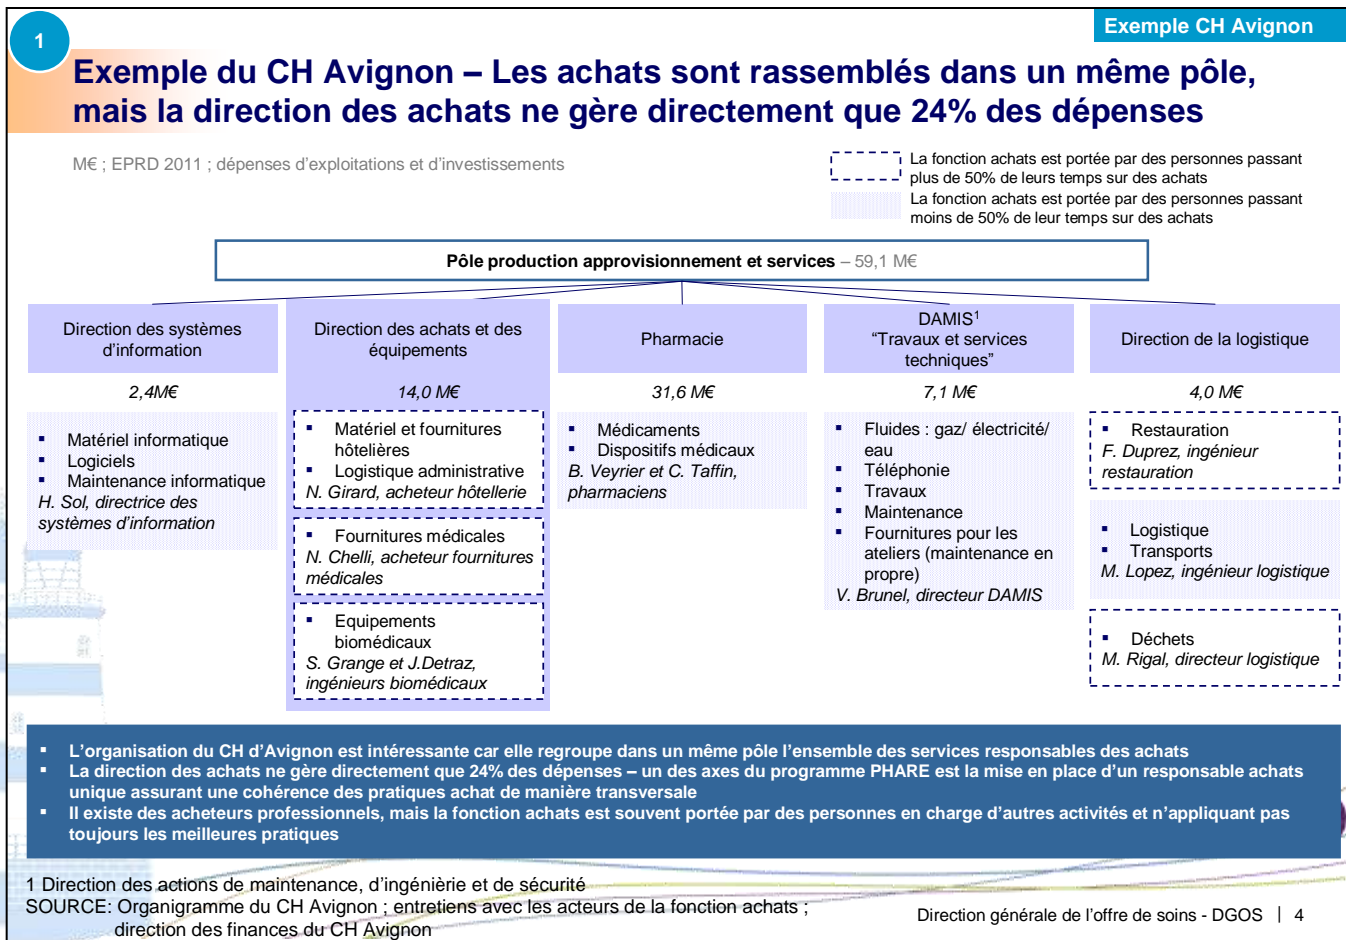 1
Exemple CH Avignon
Exemple du CH Avignon – Les achats sont rassemblés dans un même pôle,
mais la direction des achats ne gère directement que 24% des dépenses
M€ ; EPRD 2011 ; dépenses d'exploitations et d'investissements
La fonction achats est portée par des personnes passant
plus de 50% de leurs temps sur des achats
La fonction achats est portée par des personnes passant
moins de 50% de leur temps sur des achats
Pôle production approvisionnement et services – 59,1 M€
Direction des systèmes
d'information
2,4M€
▪ Matériel informatique
▪ Logiciels
▪ Maintenance informatique
H. Sol, directrice des
systèmes d'information
Direction des achats et des
équipements
14,0 M€
▪ Matériel et fournitures
hôtelières
▪ Logistique administrative
N. Girard, acheteur hôtellerie
▪ Fournitures médicales
N. Chelli, acheteur fournitures
médicales
▪ Equipements
biomédicaux
S. Grange et J.Detraz,
ingénieurs biomédicaux
Pharmacie
31,6 M€
▪ Médicaments
▪ Dispositifs médicaux
B. Veyrier et C. Taffin,
pharmaciens
DAMIS1
“Travaux et services
techniques”
7,1 M€
▪ Fluides : gaz/ électricité/
eau
▪ Téléphonie
▪ Travaux
▪ Maintenance
▪ Fournitures pour les
ateliers (maintenance en
propre)
V. Brunel, directeur DAMIS
Direction de la logistique
4,0 M€
▪ Restauration
F. Duprez, ingénieur
restauration
▪ Logistique
▪ Transports
M. Lopez, ingénieur logistique
▪ Déchets
M. Rigal, directeur logistique
▪ L'organisation du CH d'Avignon est intéressante car elle regroupe dans un même pôle l'ensemble des services responsables des achats
▪ La direction des achats ne gère directement que 24% des dépenses – un des axes du programme PHARE est la mise en place d'un responsable achats
unique assurant une cohérence des pratiques achat de manière transversale
▪ Il existe des acheteurs professionnels, mais la fonction achats est souvent portée par des personnes en charge d'autres activités et n'appliquant pas
toujours les meilleures pratiques
1 Direction des actions de maintenance, d'ingénièrie et de sécurité
SOURCE: Organigramme du CH Avignon ; entretiens avec les acteurs de la fonction achats ;
direction des finances du CH Avignon
Direction générale de l'offre de soins - DGOS | 4